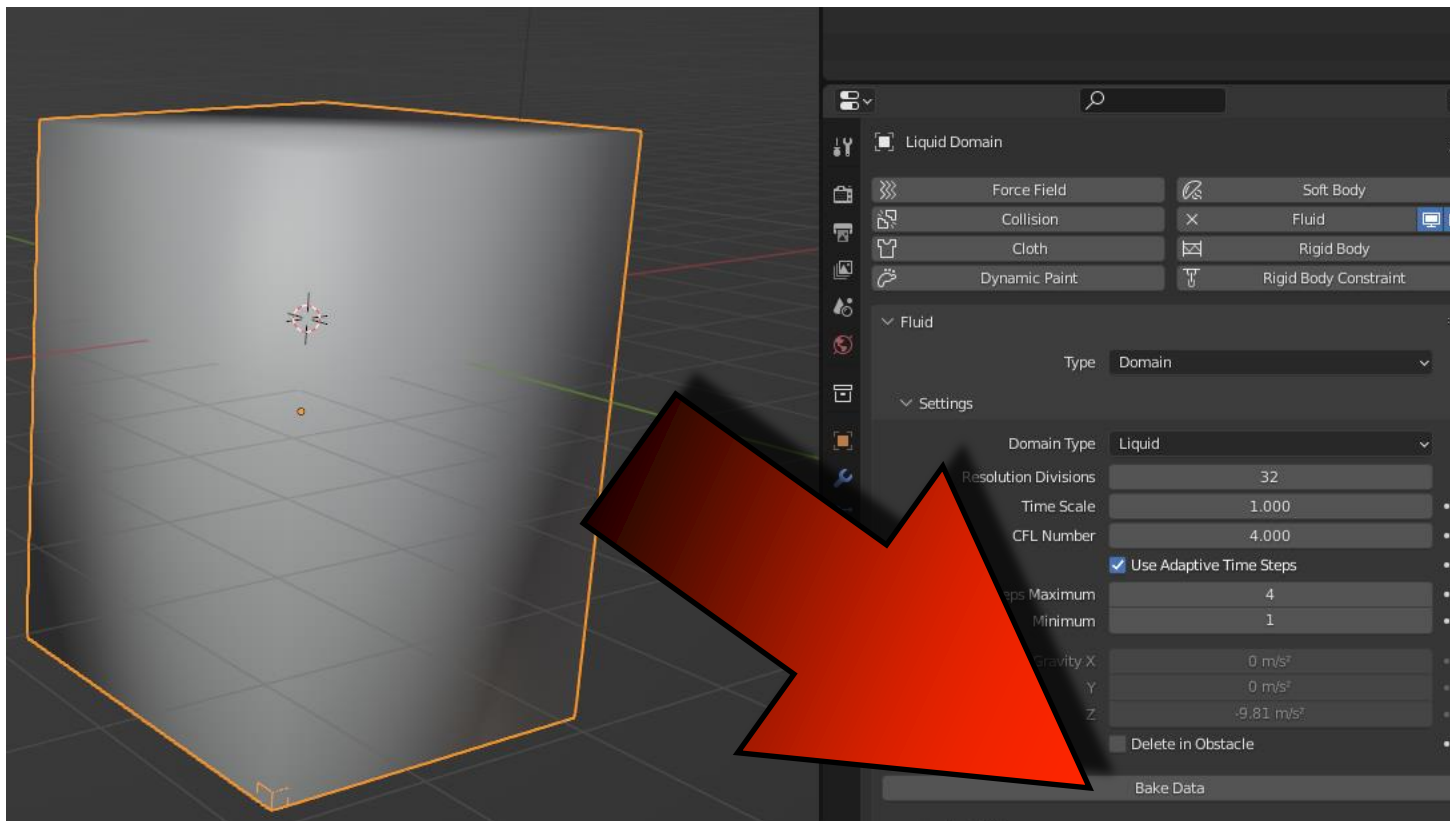 Liquid Domain
Force Field
Soft Body
Collision
Fluid
Cloth
Rigid Body
Dynamic Paint
Rigid Body Constraint
Fluid
Type Domain
Settings
Domain Type Liquid
Resolution Divisions 32
Time Scale 1.000
CFL Number 4.000
Use Adaptive Time Steps
Maximum 4
Minimum 1
Gravity X 0 m/s²
Y 0 m/s²
Z -9.81 m/s²
Delete in Obstacle
Bake Data